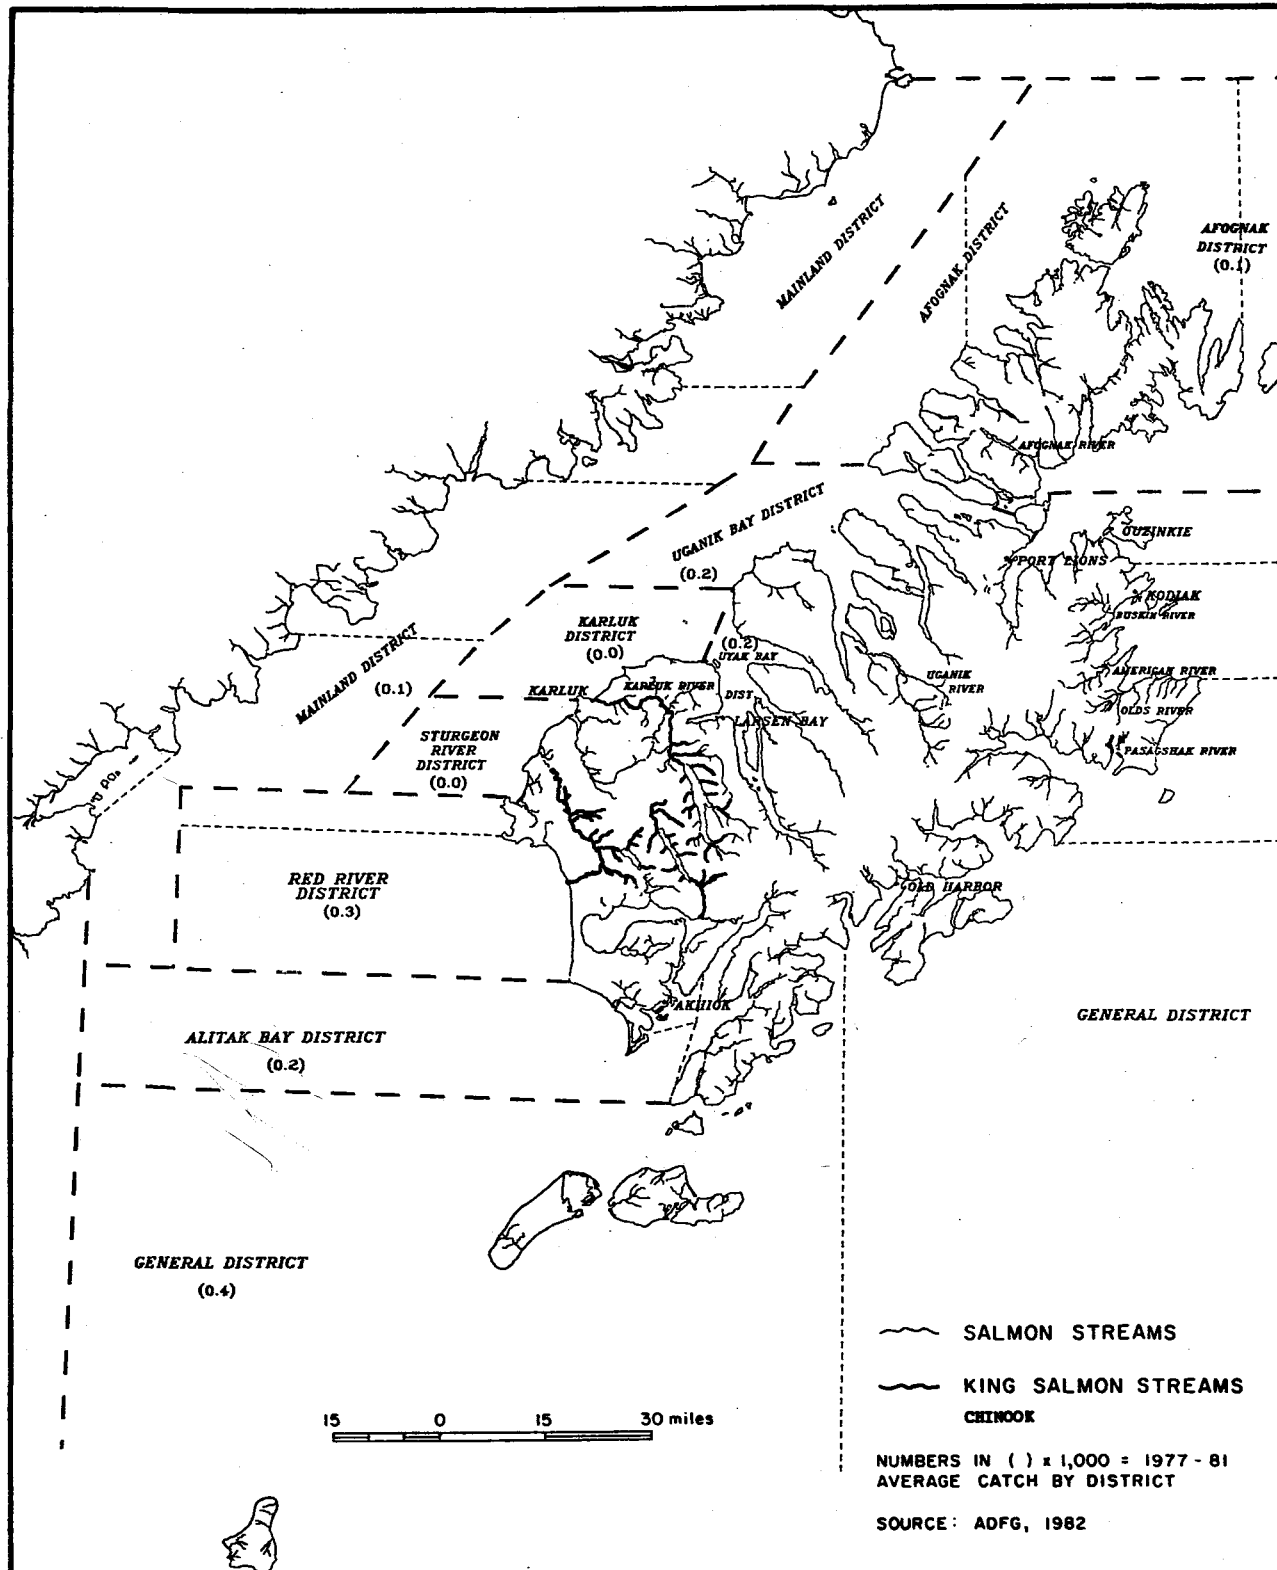 MAINLAND DISTRICT
AFOGNAK DISTRICT
AFOGNAK
DISTRICT
(0.1)
AFOGNAK RIVER
UGANIK BAY DISTRICT
(0.2)
OUZINKIE
PORT LIONS
KODIAK
BUSKIN RIVER
KARLUK
DISTRICT
(0.0)
(0.2)
UYAK BAY
DIST.
MAINLAND DISTRICT
(0.1)
KARLUK
KARLUK RIVER
LARSEN BAY
UGANIK
RIVER
AMERICAN RIVER
OLDS RIVER
PASAGSHAK RIVER
STURGEON
RIVER
DISTRICT
(0.0)
RED RIVER
DISTRICT
(0.3)
OLD HARBOR
AKHIOK
GENERAL DISTRICT
ALITAK BAY DISTRICT
(0.2)
GENERAL DISTRICT
(0.4)
SALMON STREAMS
KING SALMON STREAMS
CHINOOK
15 0 15 30 miles
NUMBERS IN ( ) x 1,000 = 1977 - 81
AVERAGE CATCH BY DISTRICT
SOURCE: ADFG, 1982